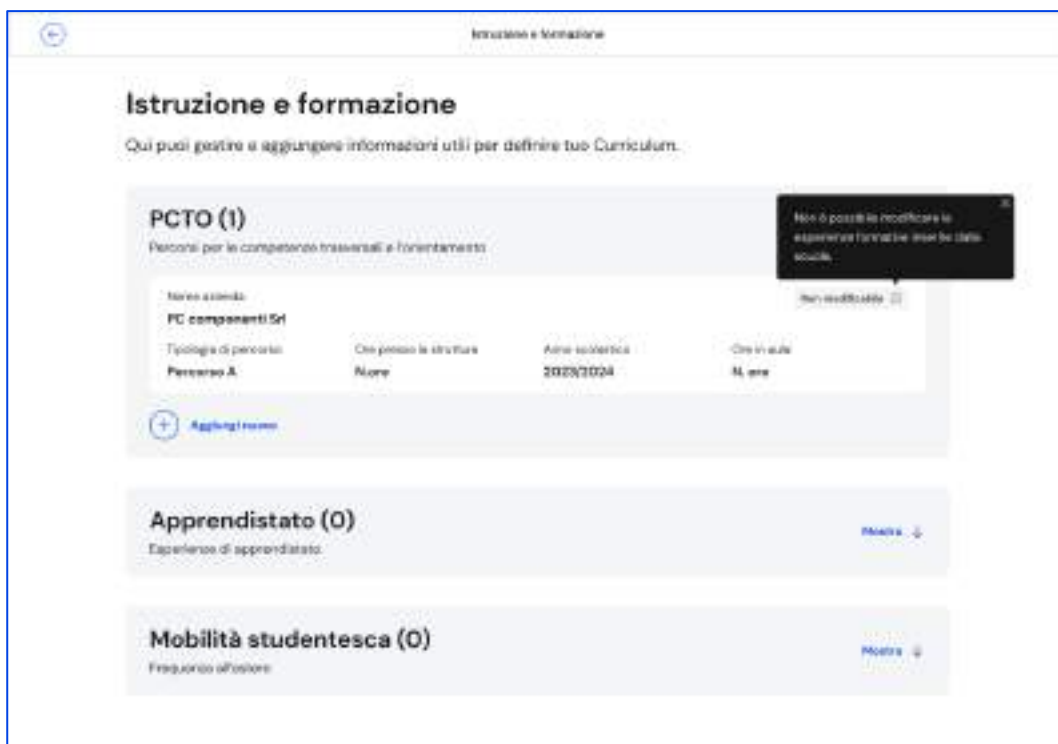 Istruzione e formazione
Istruzione e formazione
Qui puoi gestire e aggiungere informazioni utili per definire tuo Curriculum.
PCTO (1)
Percorsi per le competenze trasversali e l'orientamento
Non è possibile modificare le
esperienze formative inserite dalla
scuola.
Nome azienda
Non modificabile
PC componenti Srl
Tipologia di percorso
Ore presso la struttura
Anno scolastico
Ore in aula
Percorso A
N.ore
2023/2024
N. ore
Aggiungi nuovo
Apprendistato (0)
Esperienze di apprendistato
Mostra
Mobilità studentesca (0)
Frequenza all'estero
Mostra